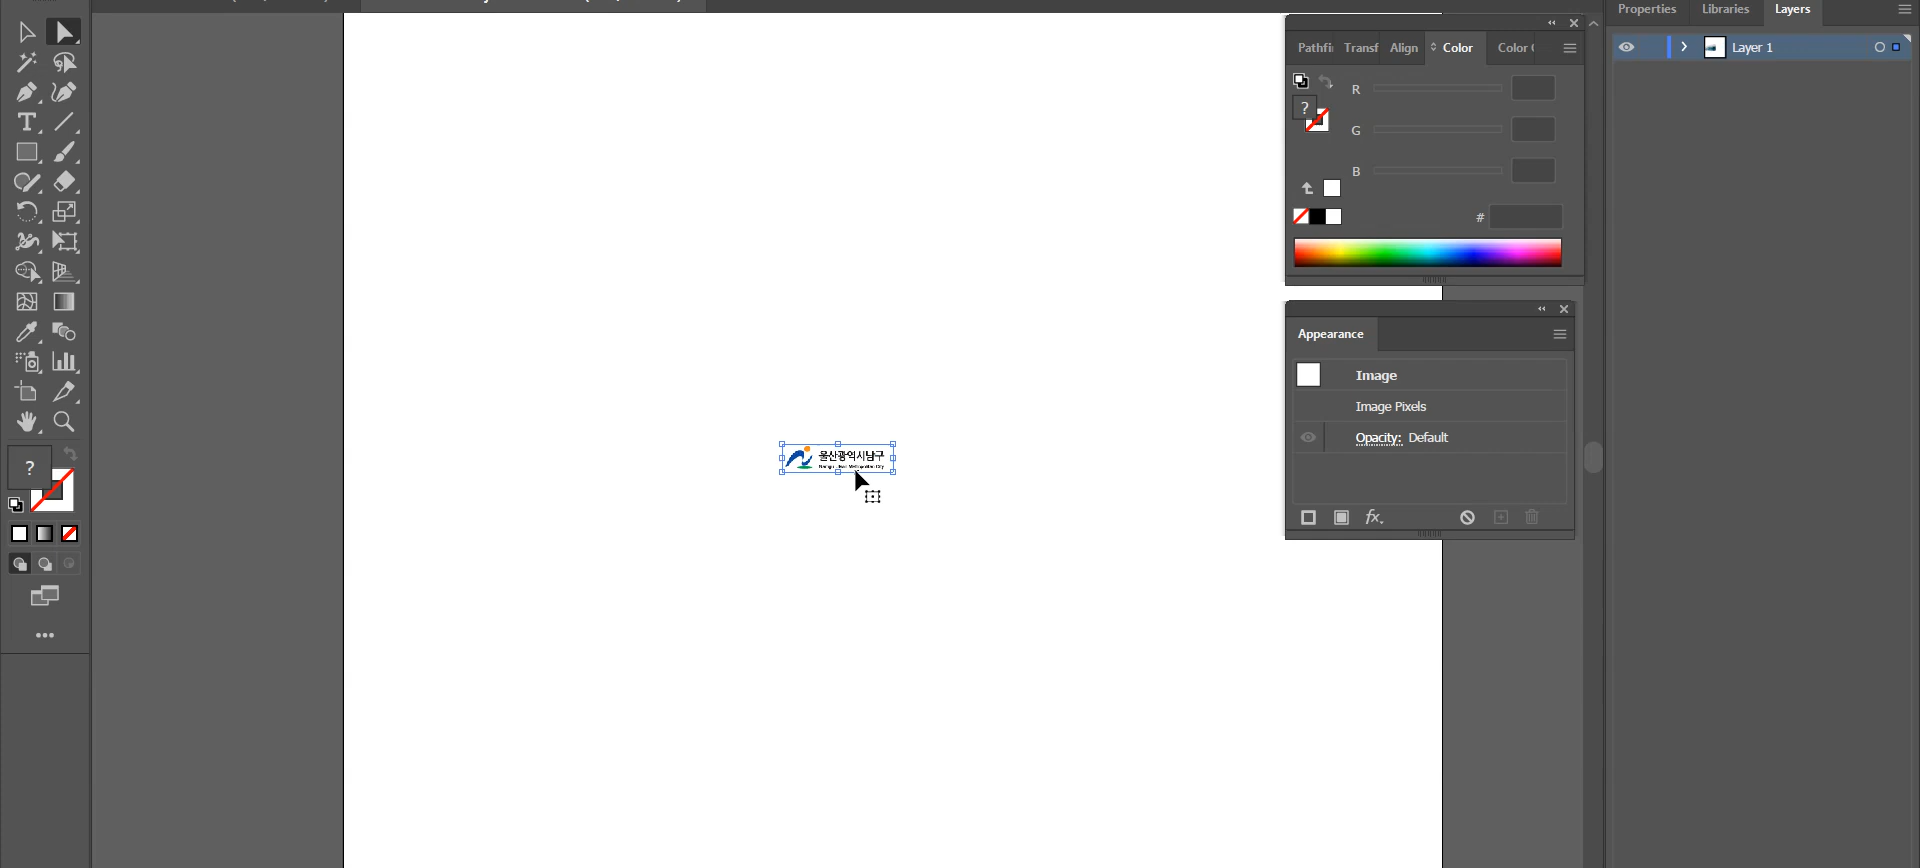 Properties
Libraries
Layers
Layer 1
Pathfi
Transf
Align
Color
Color
R
G
B
#
?
Appearance
Image
Image Pixels
Opacity: Default
fx
울산광역시남구
?
T